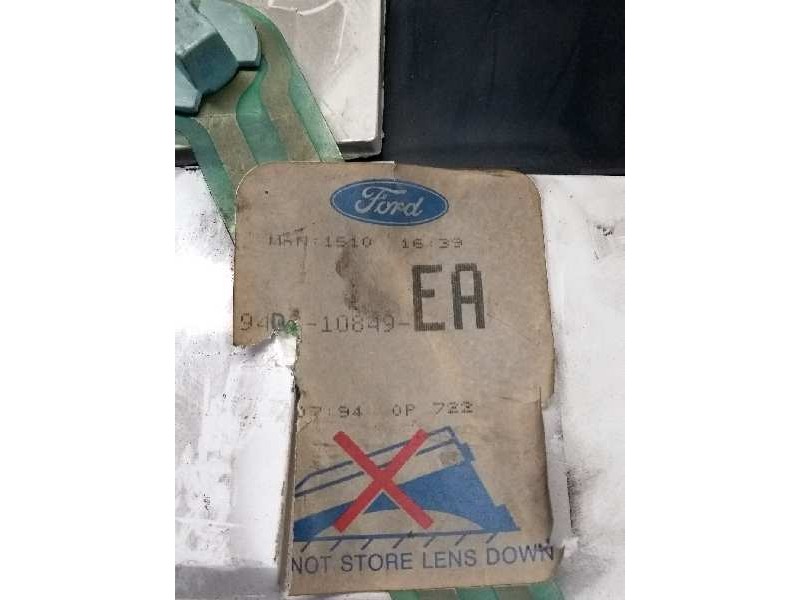 Ford
MAN:1510 16:39
-10849-EA
07:94 OP 722
NOT STORE LENS DOWN